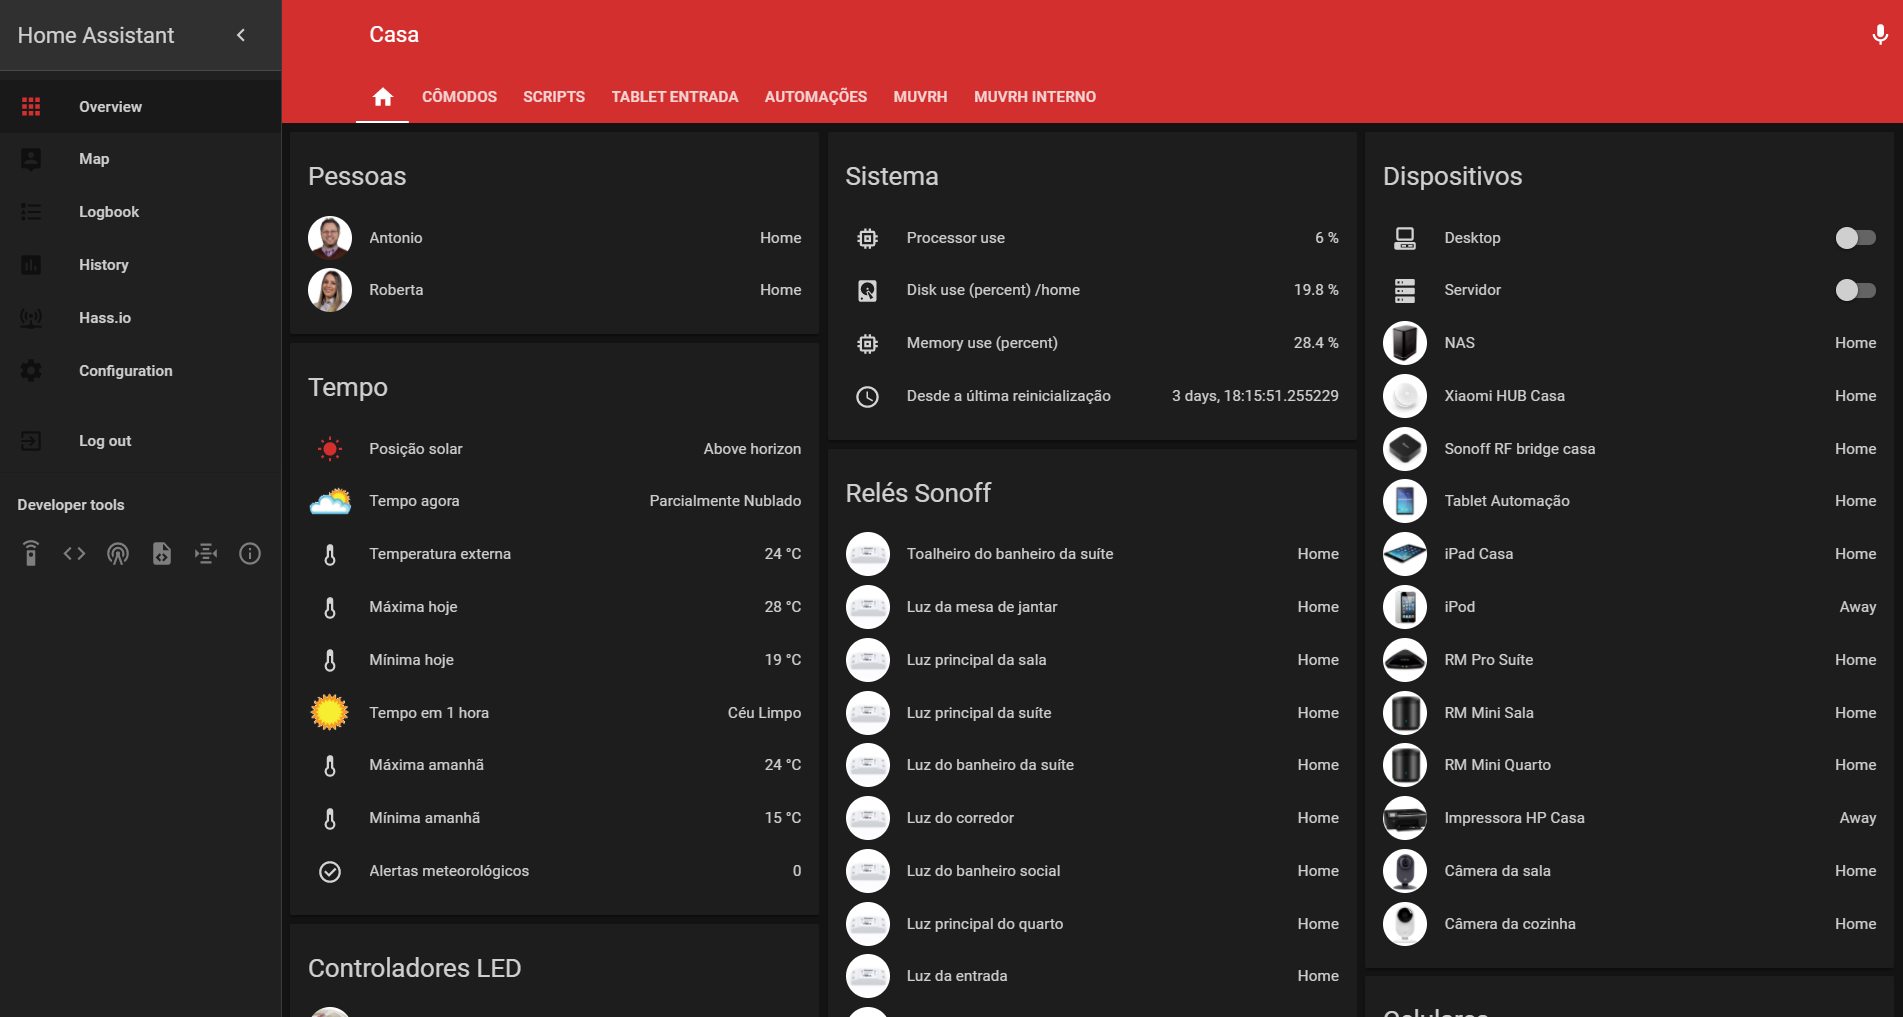 Home Assistant
Overview
Map
Logbook
History
Hass.io
Configuration
Log out
Developer tools
Casa
CÔMODOS SCRIPTS TABLET ENTRADA AUTOMAÇÕES MUVRH MUVRH INTERNO
Pessoas
Antonio Home
Roberta Home
Tempo
Posição solar Above horizon
Tempo agora Parcialmente Nublado
Temperatura externa 24 °C
Máxima hoje 28 °C
Mínima hoje 19 °C
Tempo em 1 hora Céu Limpo
Máxima amanhã 24 °C
Mínima amanhã 15 °C
Alertas meteorológicos 0
Controladores LED
Sistema
Processor use 6 %
Disk use (percent) /home 19.8 %
Memory use (percent) 28.4 %
Desde a última reinicialização 3 days, 18:15:51.255229
Relés Sonoff
Toalheiro do banheiro da suíte Home
Luz da mesa de jantar Home
Luz principal da sala Home
Luz principal da suíte Home
Luz do banheiro da suíte Home
Luz do corredor Home
Luz do banheiro social Home
Luz principal do quarto Home
Luz da entrada Home
Dispositivos
Desktop
Servidor
NAS Home
Xiaomi HUB Casa Home
Sonoff RF bridge casa Home
Tablet Automação Home
iPad Casa Home
iPod Away
RM Pro Suíte Home
RM Mini Sala Home
RM Mini Quarto Home
Impressora HP Casa Away
Câmera da sala Home
Câmera da cozinha Home
Celulares